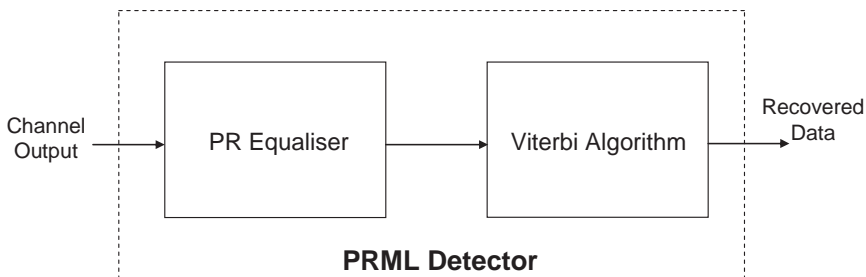 Channel
Output
PR Equaliser
Viterbi Algorithm
Recovered
Data
PRML Detector